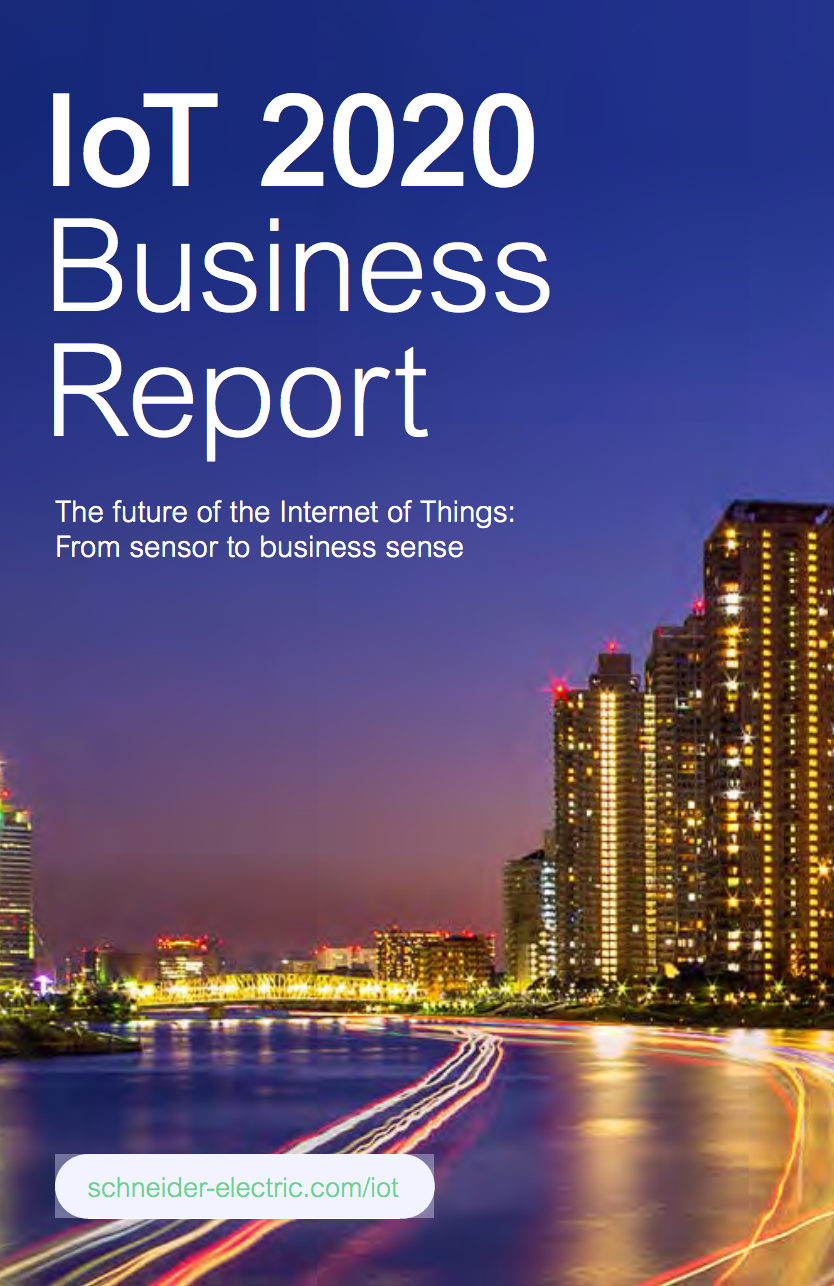 IoT 2020
Business
Report
The future of the Internet of Things:
From sensor to business sense
schneider-electric.com/iot